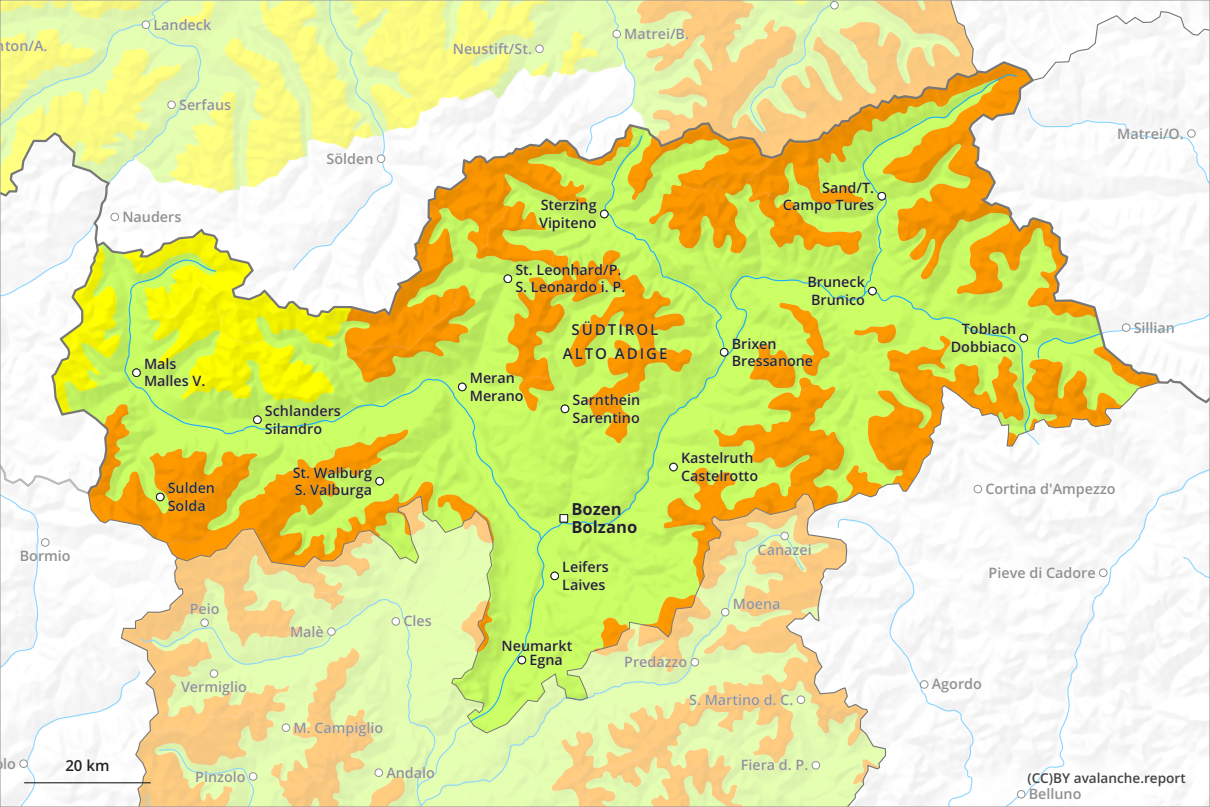 Landeck
nton/A.
Neustift/St.
Matrei/B.
Serfaus
Matrei/O.
Sölden
Nauders
Sand/T.
Campo Tures
Sterzing
Vipiteno
St. Leonhard/P.
S. Leonardo i. P.
Bruneck
Brunico
SÜDTIROL
ALTO ADIGE
Toblach
Dobbiaco
Sillian
Brixen
Bressanone
Mals
Malles V.
Meran
Merano
Schlanders
Silandro
Sarnthein
Sarentino
Kastelruth
Castelrotto
St. Walburg
S. Valburga
Sulden
Solda
Cortina d'Ampezzo
Bozen
Bolzano
Bormio
Canazei
Leifers
Laives
Pieve di Cadore
Peio
Moena
Malè
Cles
Neumarkt
Egna
Predazzo
Vermiglio
Agordo
S. Martino d. C.
M. Campiglio
olo
20 km
Pinzolo
Andalo
Fiera d. P.
(CC)BY avalanche.report
Belluno